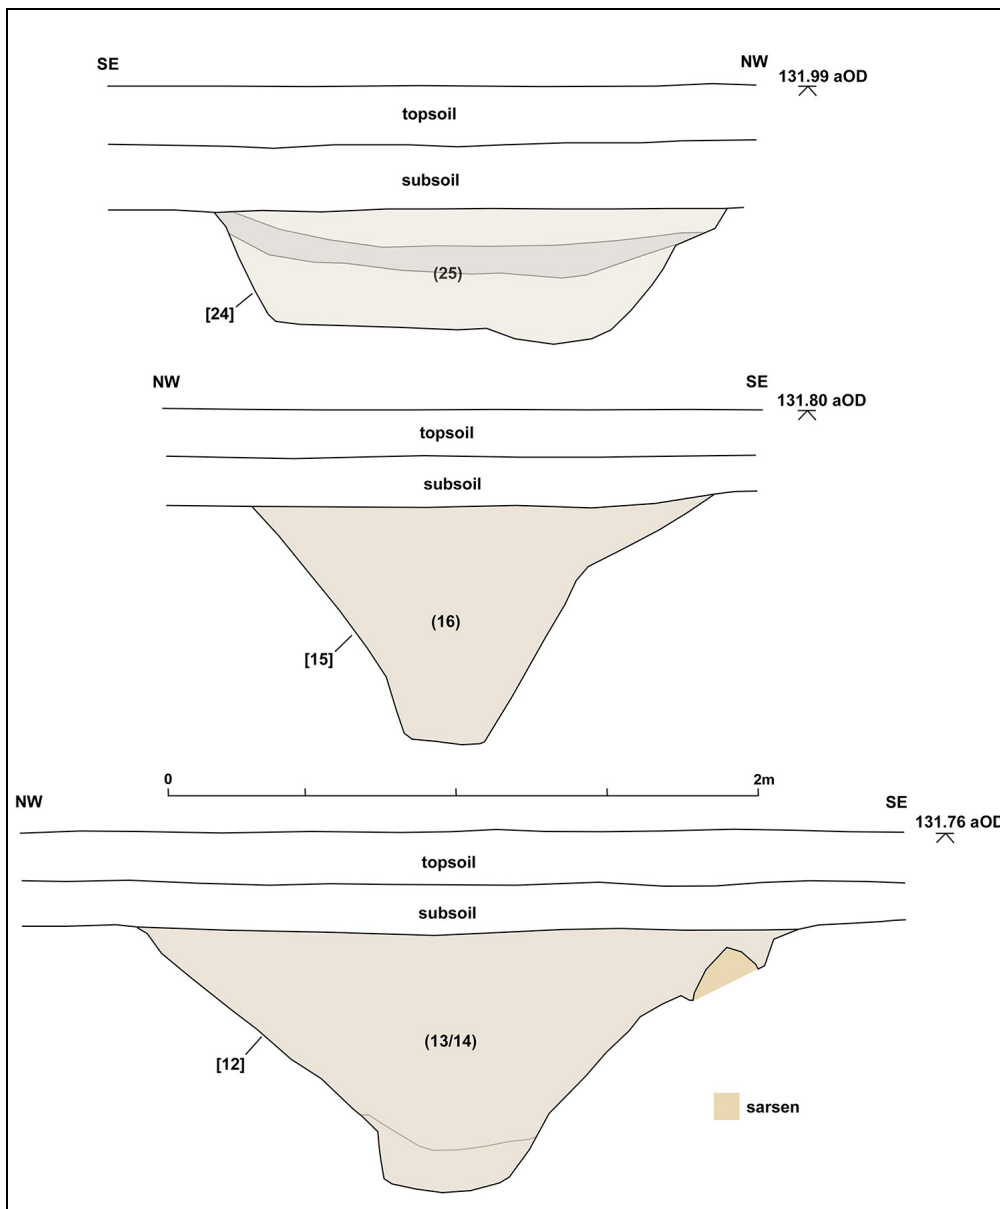 SE
NW
131.99 aOD
topsoil
subsoil
(25)
[24]
NW
SE
131.80 aOD
topsoil
subsoil
(16)
[15]
0
2m
NW
SE
131.76 aOD
topsoil
subsoil
(13/14)
[12]
sarsen